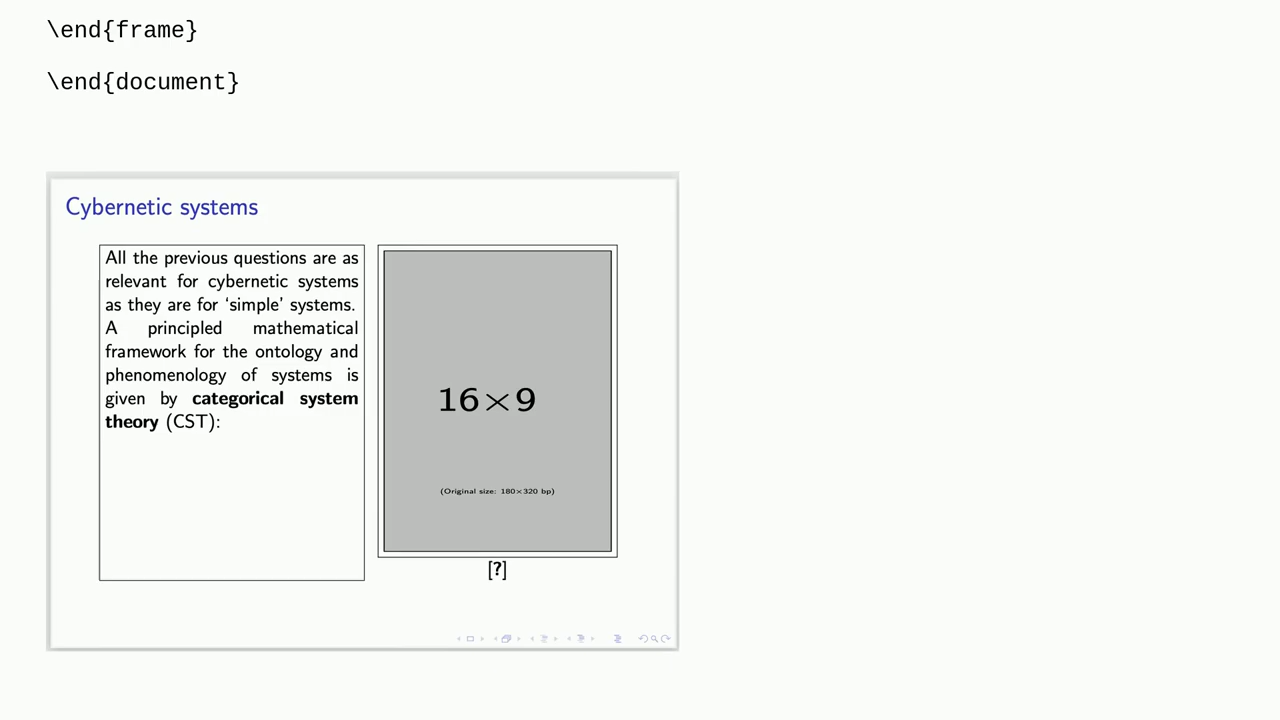 \end{frame}
\end{document}
Cybernetic systems
All the previous questions are as
relevant for cybernetic systems
as they are for ‘simple’ systems.
A principled mathematical
framework for the ontology and
phenomenology of systems is
given by categorical system
theory (CST):
16×9
(Original size: 180×320 bp)
[?]